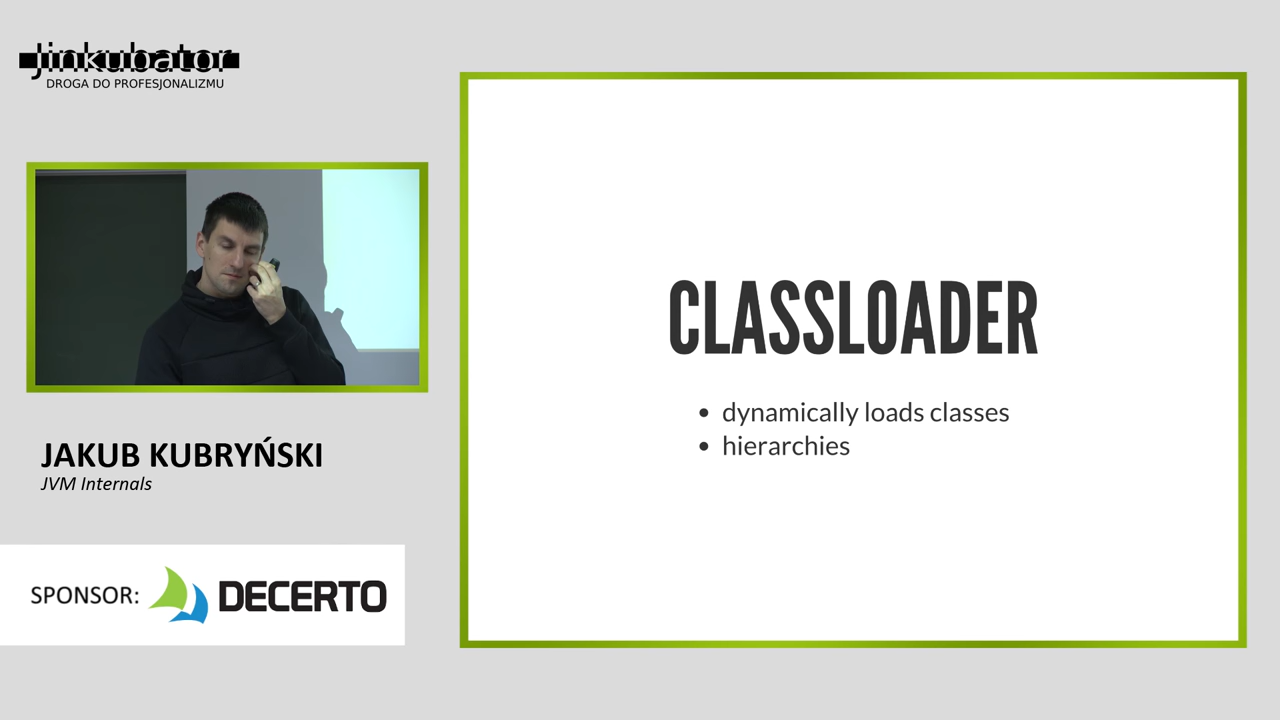 Jinkubator
DROGA DO PROFESJONALIZMU
JAKUB KUBRYŃSKI
JVM Internals
SPONSOR: DECERTO
CLASSLOADER
• dynamically loads classes
• hierarchies